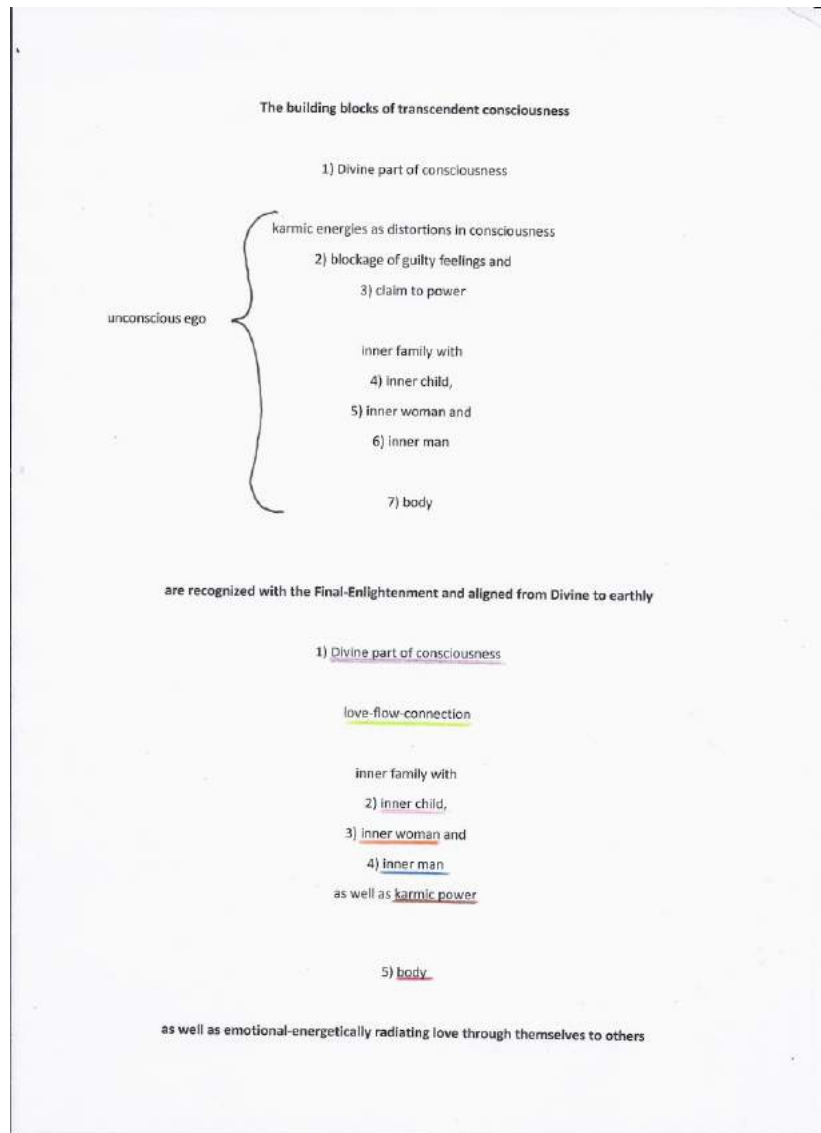 The building blocks of transcendent consciousness
1) Divine part of consciousness
karmic energies as distortions in consciousness
2) blockage of guilty feelings and
3) claim to power
unconscious ego
inner family with
4) inner child,
5) inner woman and
6) inner man
7) body
are recognized with the Final-Enlightenment and aligned from Divine to earthly
1) Divine part of consciousness
love-flow-connection
inner family with
2) inner child,
3) inner woman and
4) inner man
as well as karmic power
5) body
as well as emotional-energetically radiating love through themselves to others